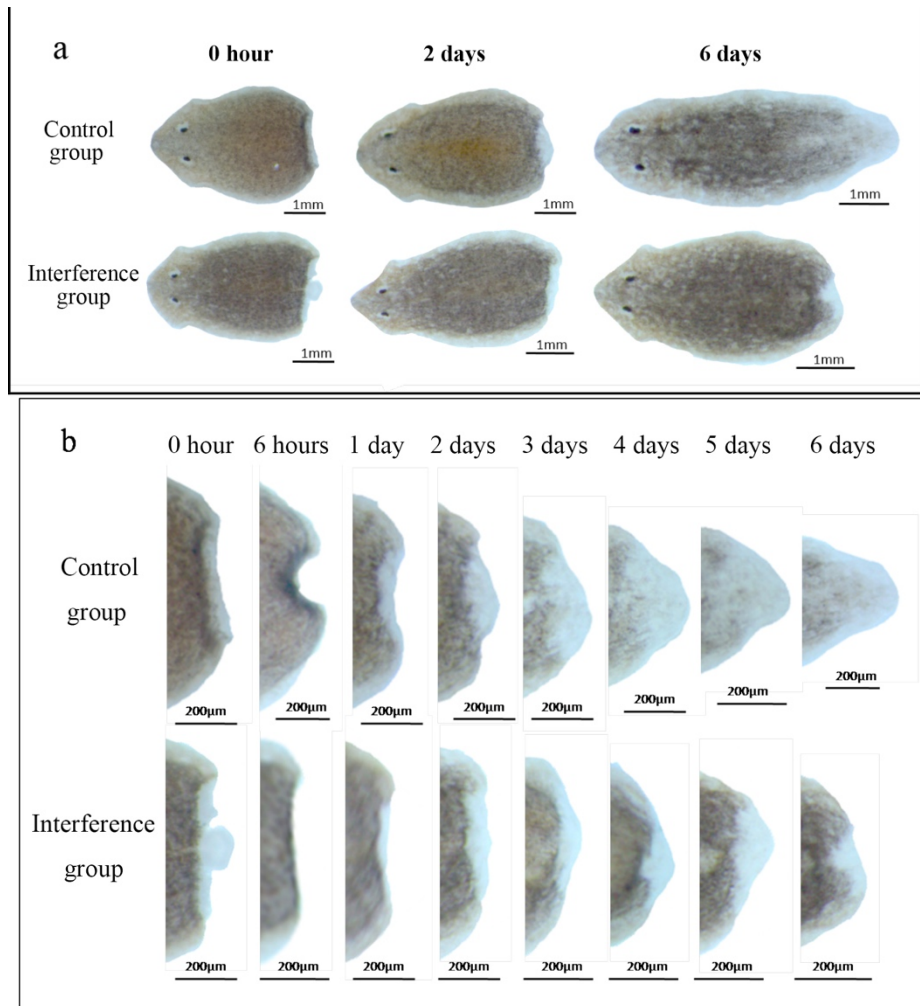 a
0 hour 2 days 6 days
Control
group
1mm 1mm 1mm
Interference
group
1mm 1mm 1mm
b
0 hour 6 hours 1 day 2 days 3 days 4 days 5 days 6 days
Control
group
200μm 200μm 200μm 200μm 200μm 200μm 200μm 200μm
Interference
group
200μm 200μm 200μm 200μm 200μm 200μm 200μm 200μm